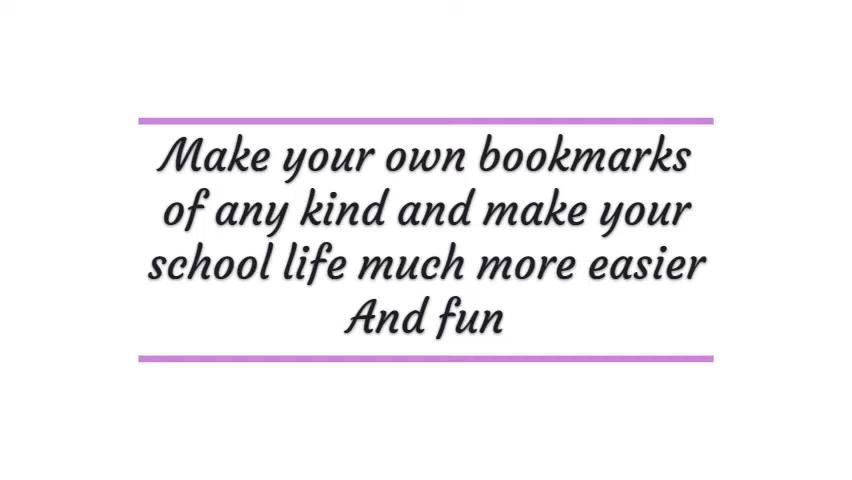 Make your own bookmarks
of any kind and make your
school life much more easier
And fun